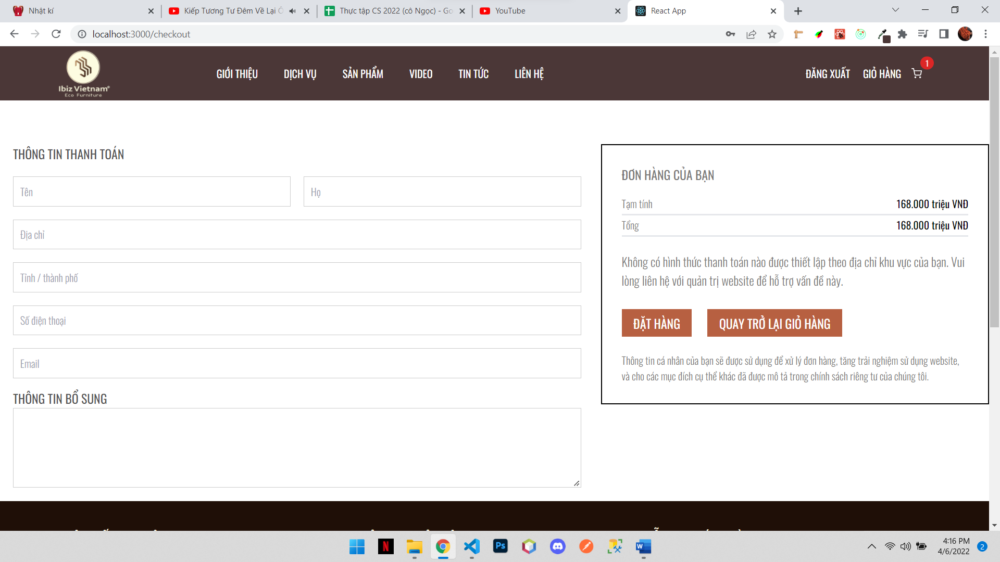 Nhật kí
Kiếp Tương Tư Đêm Về Lại Ô
Thực tập CS 2022 (cô Ngọc) - Go
YouTube
React App
localhost:3000/checkout
Ibiz Vietnam®
Eco Furniture
GIỚI THIỆU
DỊCH VỤ
SẢN PHẨM
VIDEO
TIN TỨC
LIÊN HỆ
ĐĂNG XUẤT
GIỎ HÀNG
1
THÔNG TIN THANH TOÁN
Tên
Họ
Địa chỉ
Tỉnh / thành phố
Số điện thoại
Email
THÔNG TIN BỔ SUNG
ĐƠN HÀNG CỦA BẠN
Tạm tính 168.000 triệu VNĐ
Tổng 168.000 triệu VNĐ
Không có hình thức thanh toán nào được thiết lập theo địa chỉ khu vực của bạn. Vui
lòng liên hệ với quản trị website để hỗ trợ vấn đề này.
ĐẶT HÀNG
QUAY TRỞ LẠI GIỎ HÀNG
Thông tin cá nhân của bạn sẽ được sử dụng để xử lý đơn hàng, tăng trải nghiệm sử dụng website,
và cho các mục đích cụ thể khác đã được mô tả trong chính sách riêng tư của chúng tôi.
N
Ps
W
4:16 PM
4/6/2022
2